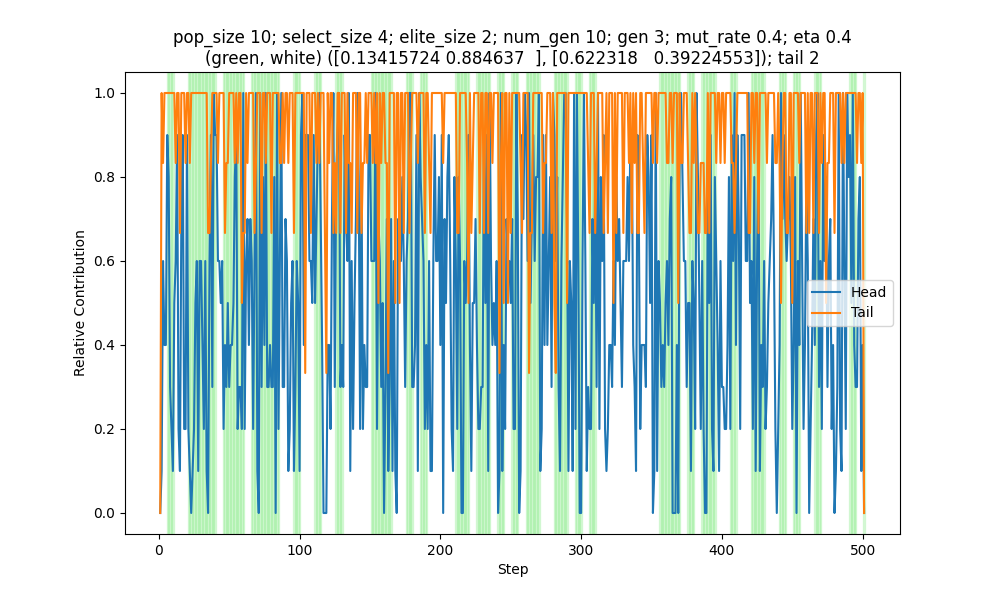 pop_size 10; select_size 4; elite_size 2; num_gen 10; gen 3; mut_rate 0.4; eta 0.4
(green, white) ([0.13415724 0.884637  ], [0.622318   0.39224553]); tail 2
1.0
0.8
0.6
0.4
0.2
0.0
Relative Contribution
Head
Tail
0
100
200
300
400
500
Step